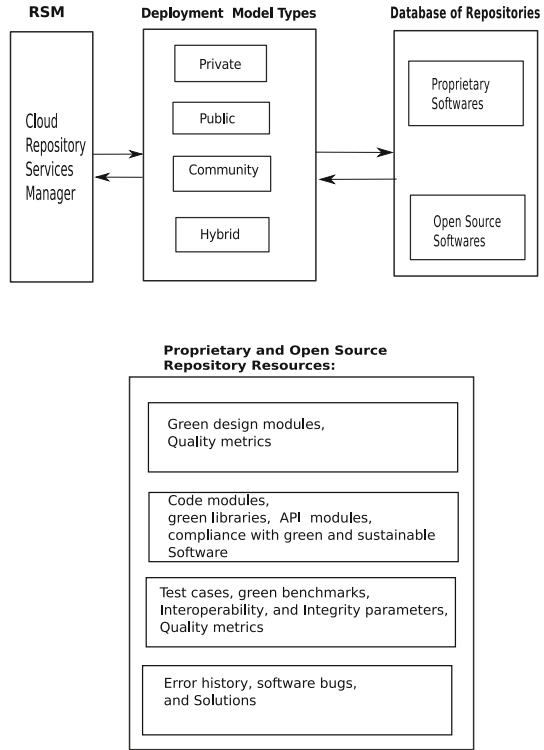 RSM
Cloud
Repository
Services
Manager
Deployment Model Types
Private
Public
Community
Hybrid
Database of Repositories
Proprietary
Softwares
Open Source
Softwares
Proprietary and Open Source
Repository Resources:
Green design modules,
Quality metrics
Code modules,
green libraries, API modules,
compliance with green and sustainable
Software
Test cases, green benchmarks,
Interoperability, and Integrity parameters,
Quality metrics
Error history, software bugs,
and Solutions